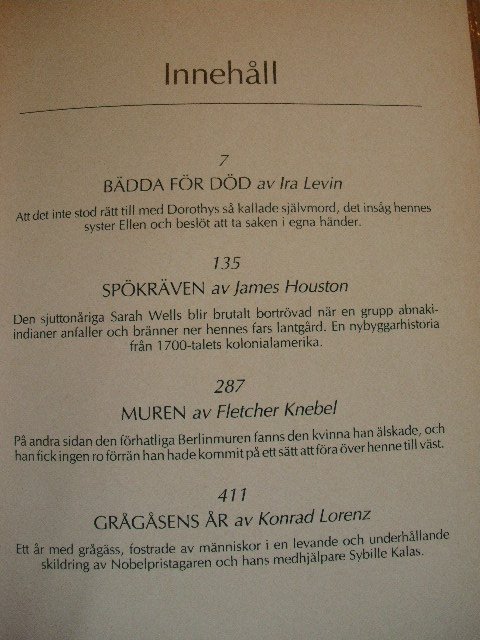 Innehåll
7
BÄDDA FÖR DÖD av Ira Levin
Att det inte stod rätt till med Dorothys så kallade självmord, det insåg hennes
syster Ellen och beslöt att ta saken i egna händer.
135
SPÖKRÄVEN av James Houston
Den sjuttonåriga Sarah Wells blir brutalt bortrövad när en grupp abnaki-
indianer anfaller och bränner ner hennes fars lantgård. En nybyggarhistoria
från 1700-talets kolonialamerika.
287
MUREN av Fletcher Knebel
På andra sidan den förhatliga Berlinmuren fanns den kvinna han älskade, och
han fick ingen ro förrän han hade kommit på ett sätt att föra över henne till väst.
411
GRÅGÅSENS ÅR av Konrad Lorenz
Ett år med grågäss, fostrade av människor i en levande och underhållande
skildring av Nobelpristagaren och hans medhjälpare Sybille Kalas.